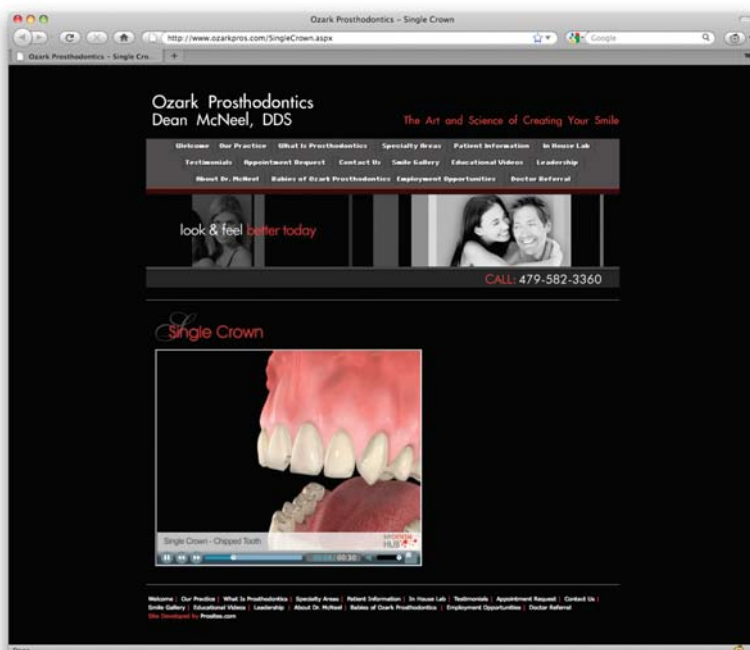 Ozark Prosthodontics – Single Crown
http://www.ozarkpros.com/SingleCrown.aspx
Google
Ozark Prosthodontics – Single Cro...
Ozark Prosthodontics
Dean McNeel, DDS
The Art and Science of Creating Your Smile
Welcome Our Practice What Is Prosthodontics Specialty Areas Patient Information In House Lab
Testimonials Appointment Request Contact Us Smile Gallery Educational Videos Leadership
About Dr. McNeel Babies of Ozark Prosthodontics Employment Opportunities Doctor Referral
look & feel better today
CALL: 479-582-3360
Single Crown
Single Crown - Chipped Tooth
HUB
00:30
Welcome | Our Practice | What Is Prosthodontics | Specialty Areas | Patient Information | In House Lab | Testimonials | Appointment Request | Contact Us |
Smile Gallery | Educational Videos | Leadership | About Dr. McNeel | Babies of Ozark Prosthodontics | Employment Opportunities | Doctor Referral
Site Developed by Prosites.com